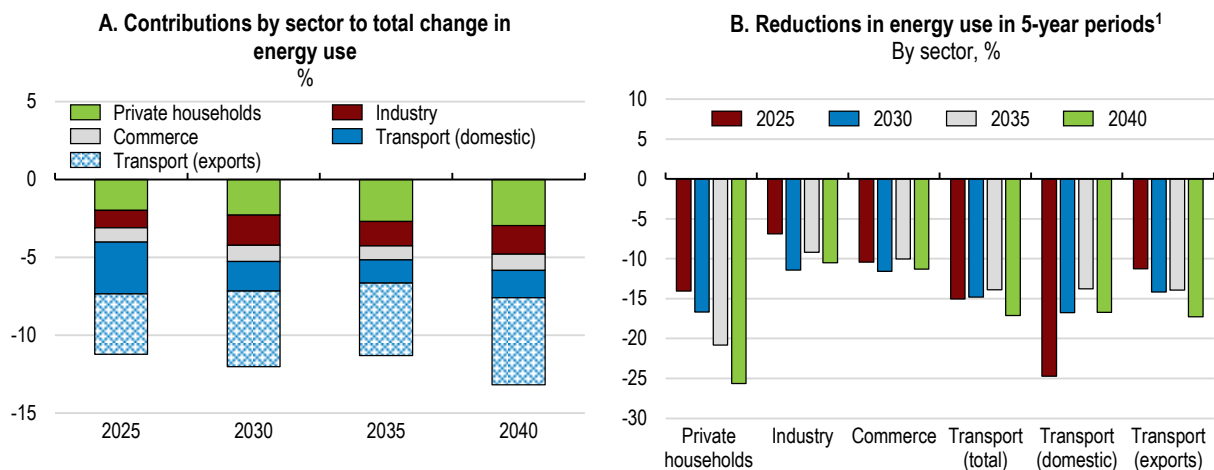 A. Contributions by sector to total change in
energy use
%
5
Private households
Industry
Commerce
Transport (domestic)
Transport (exports)
0
-5
-10
-15
2025
2030
2035
2040
B. Reductions in energy use in 5-year periods¹
By sector, %
10
2025
2030
2035
2040
5
0
-5
-10
-15
-20
-25
-30
Private
households
Industry
Commerce
Transport
(total)
Transport
(domestic)
Transport
(exports)